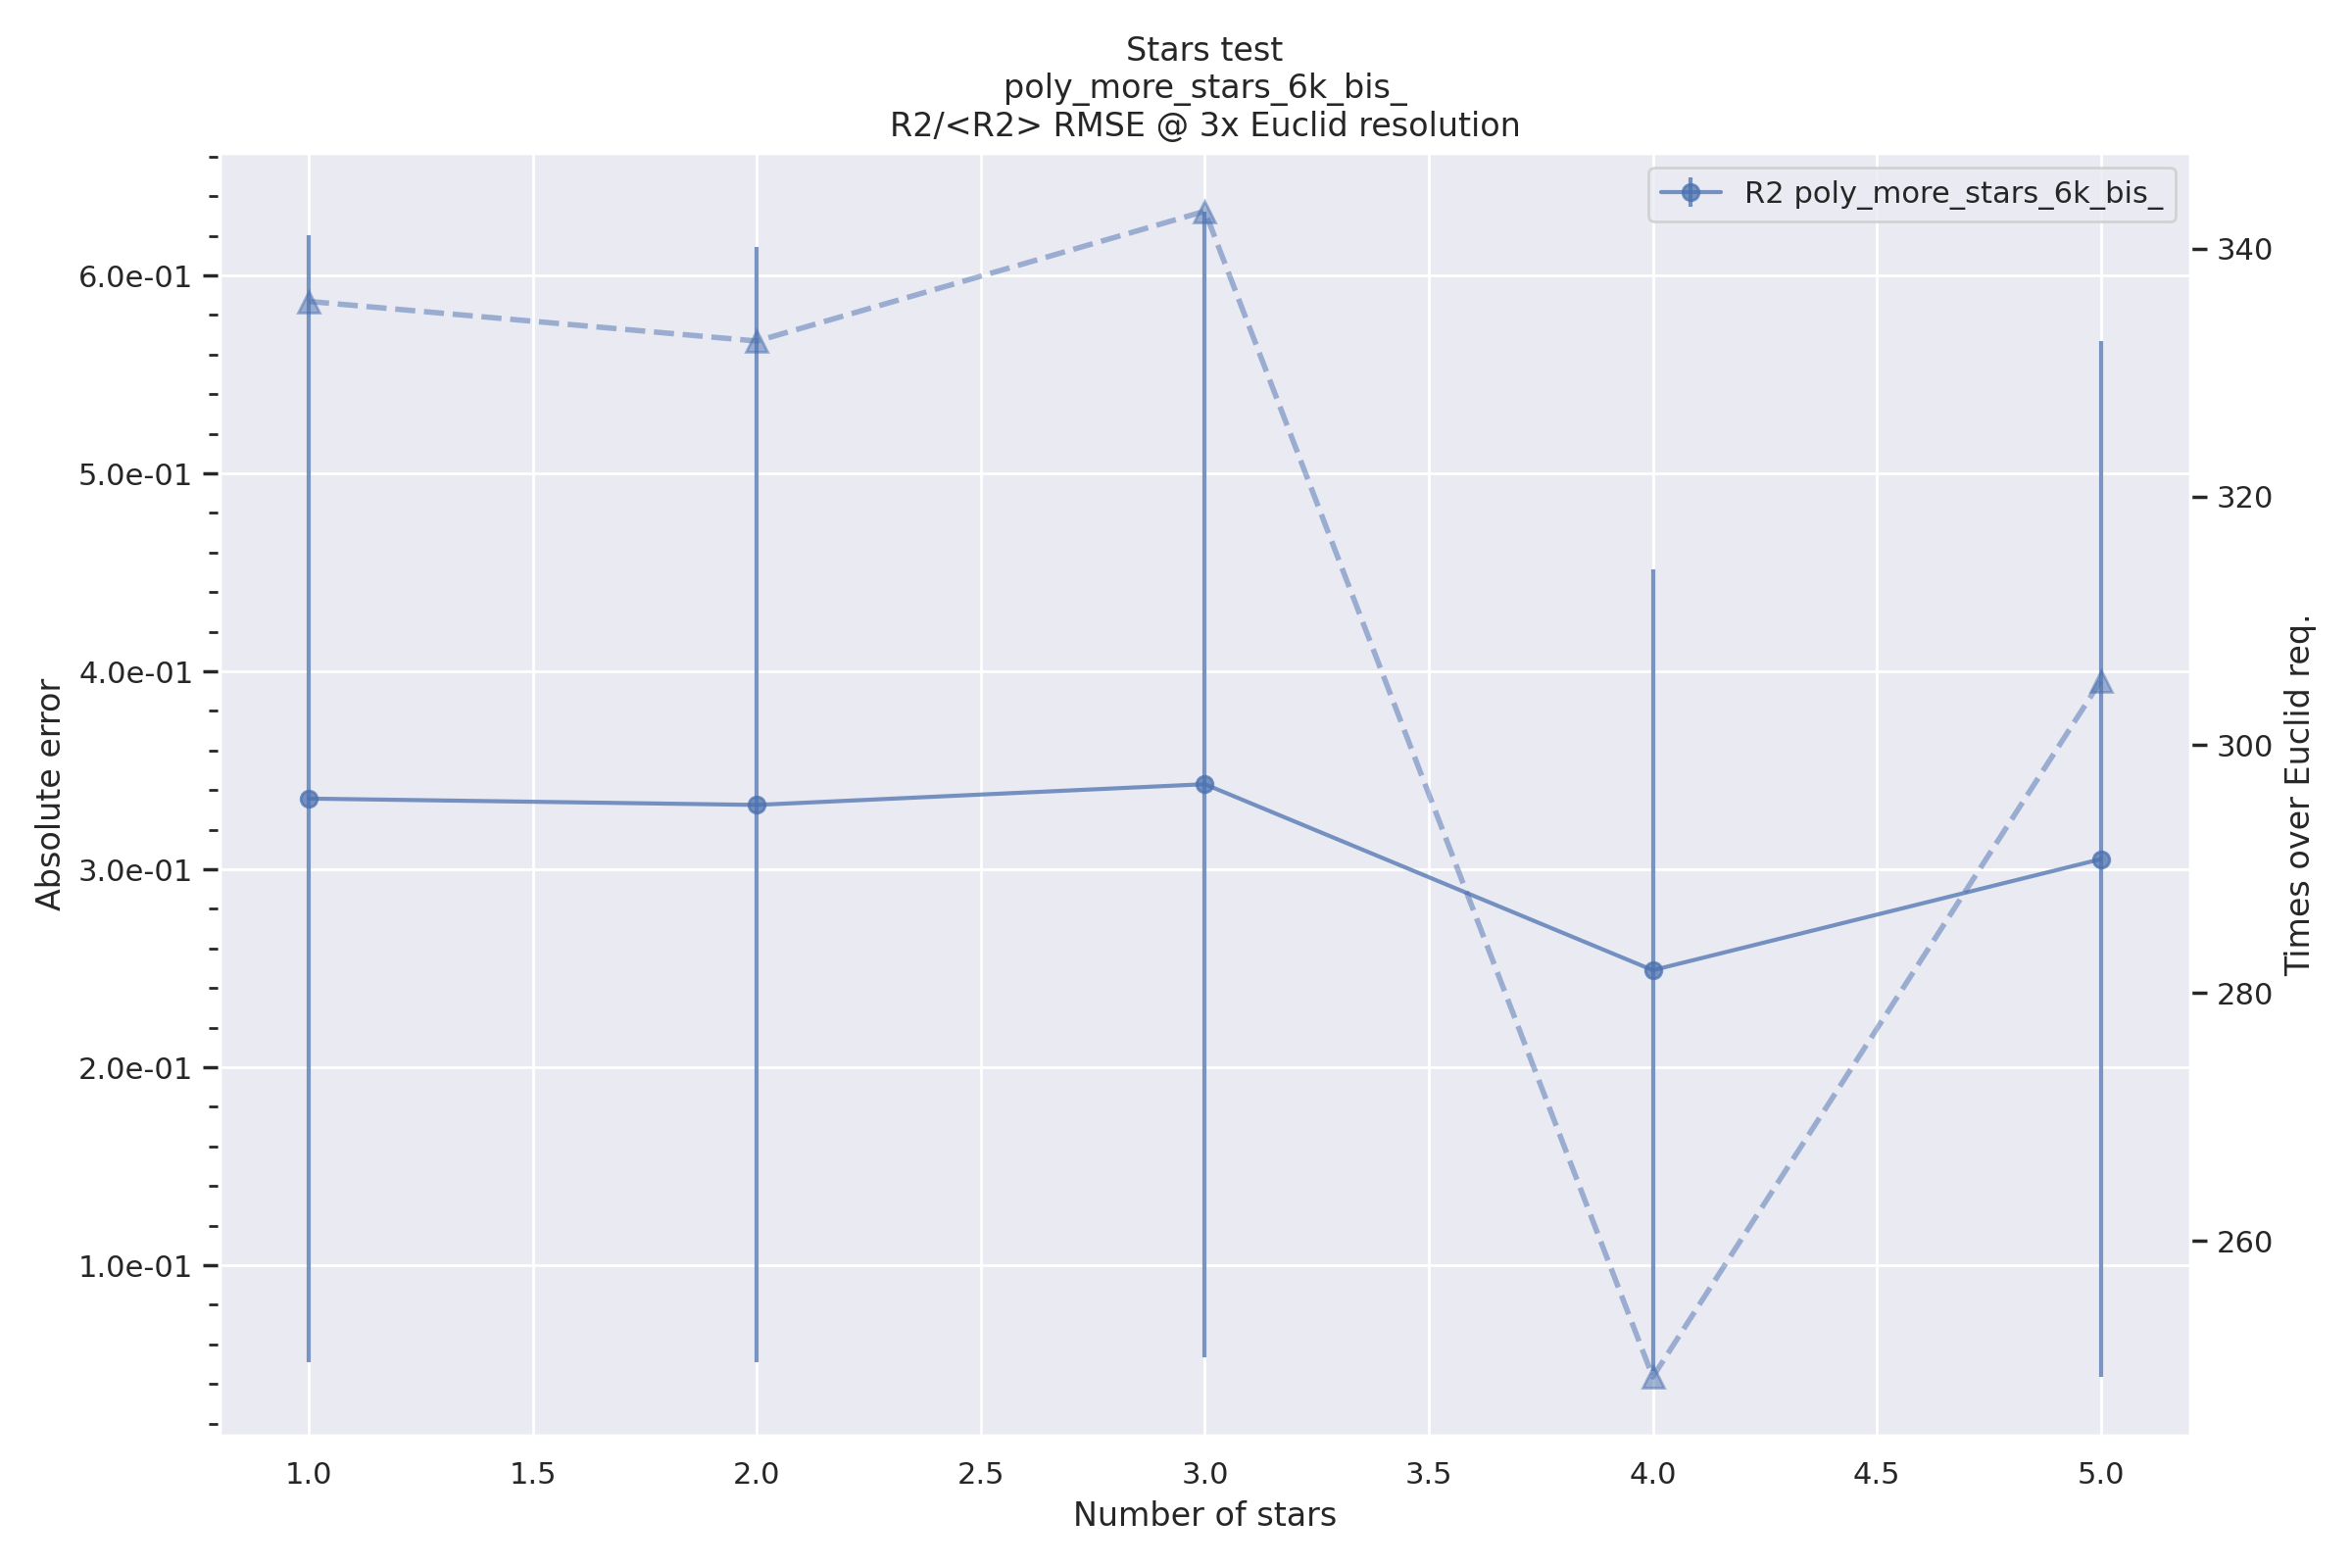 Stars test
poly_more_stars_6k_bis_
R2/<R2> RMSE @ 3x Euclid resolution
R2 poly_more_stars_6k_bis_
Absolute error
6.0e-01
5.0e-01
4.0e-01
3.0e-01
2.0e-01
1.0e-01
340
320
300
280
260
Times over Euclid req.
1.0 1.5 2.0 2.5 3.0 3.5 4.0 4.5 5.0
Number of stars